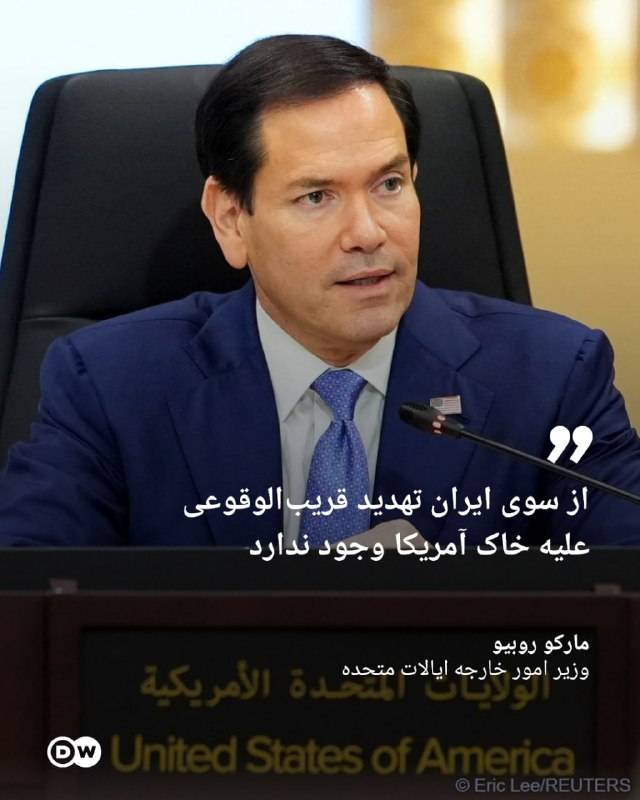 ”
از سوی ایران تهدید قریب‌الوقوعی
علیه خاک آمریکا وجود ندارد
مارکو روبیو
وزیر امور خارجه ایالات متحده
الولايات المتحدة الأمريكية
United States of America
DW
© Eric Lee/REUTERS